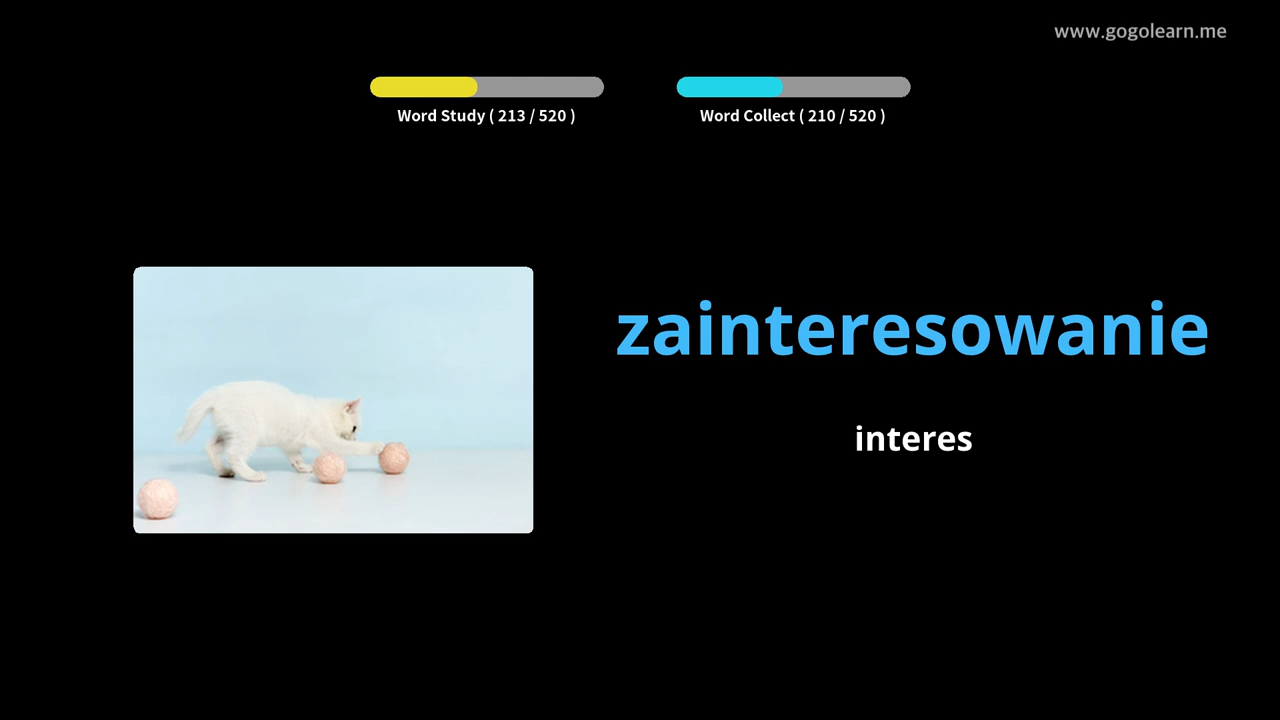 www.gogolearn.me
Word Study ( 213 / 520 )
Word Collect ( 210 / 520 )
zainteresowanie
interes